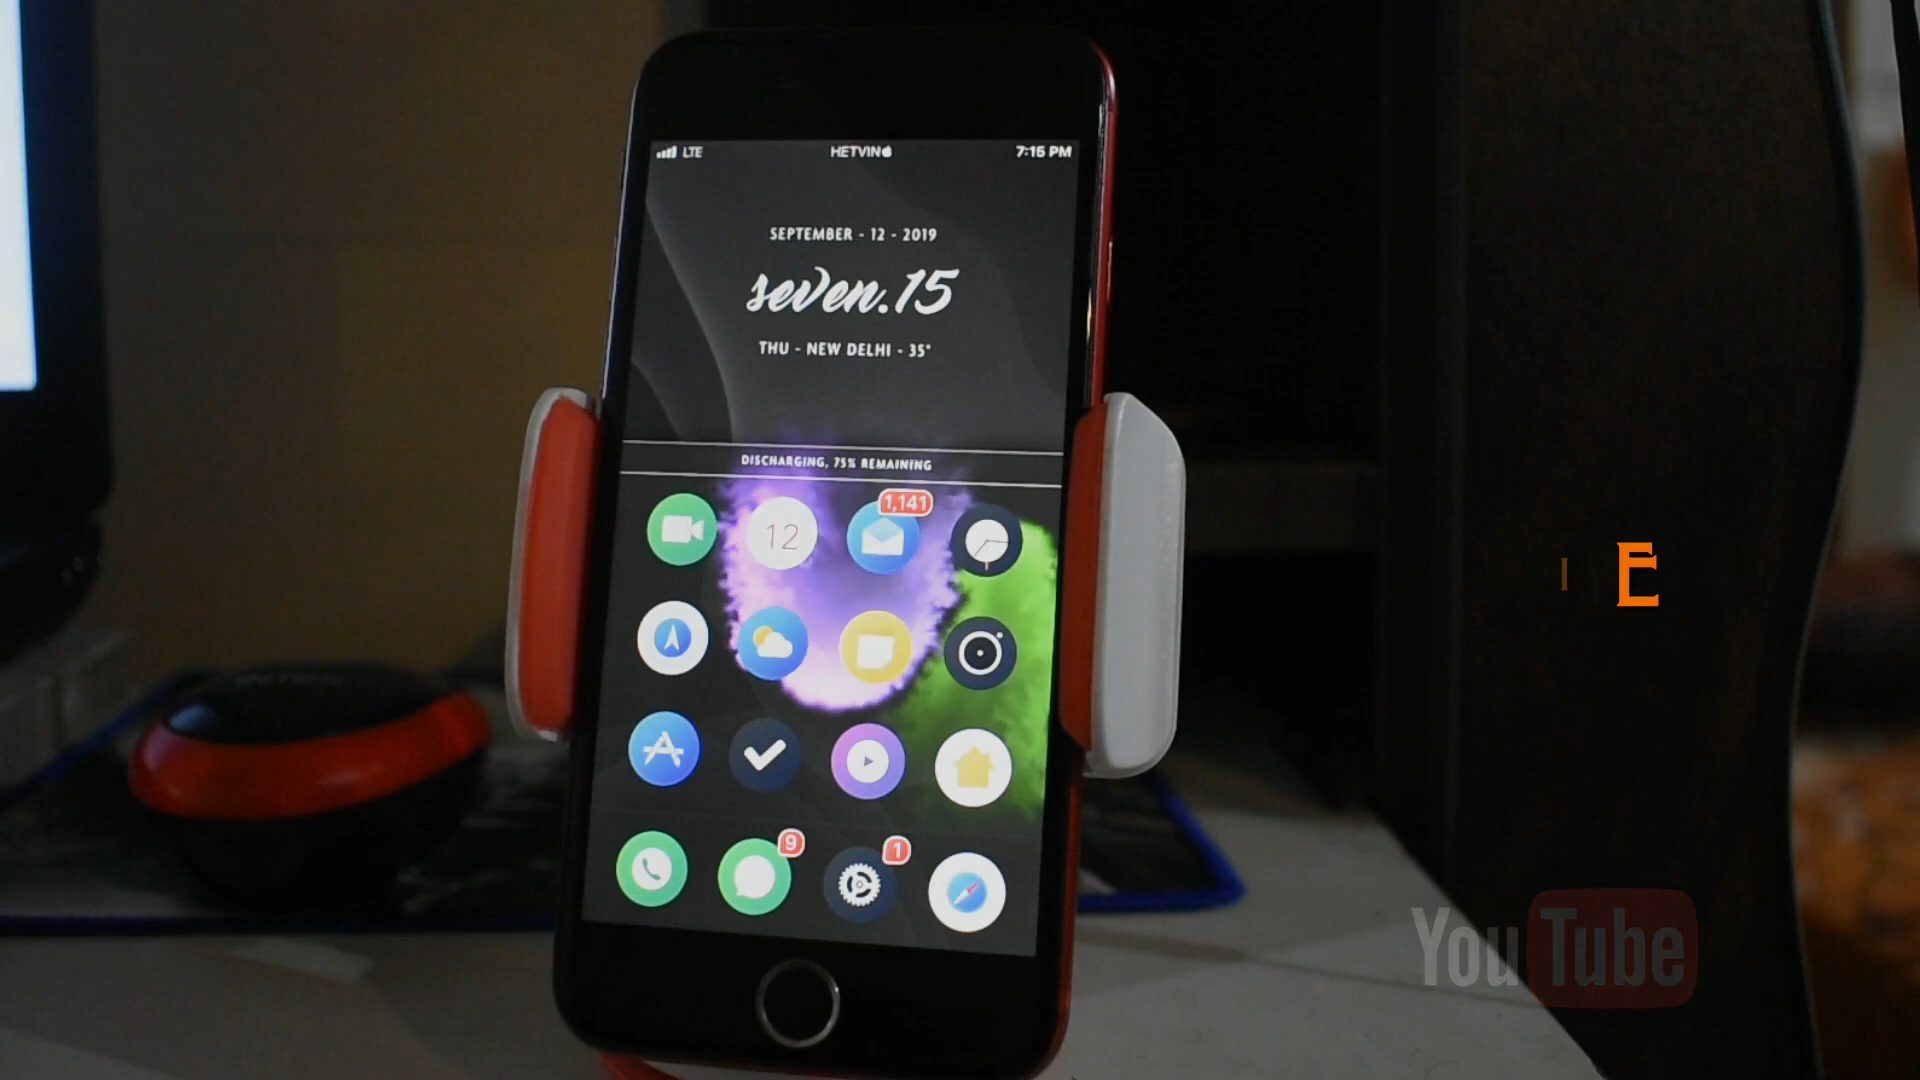 LTE HETVIN 7:15 PM
SEPTEMBER - 12 - 2019
seven.15
THU - NEW DELHI - 35°
DISCHARGING, 75% REMAINING
1,141
12
9
1
I E
YouTube